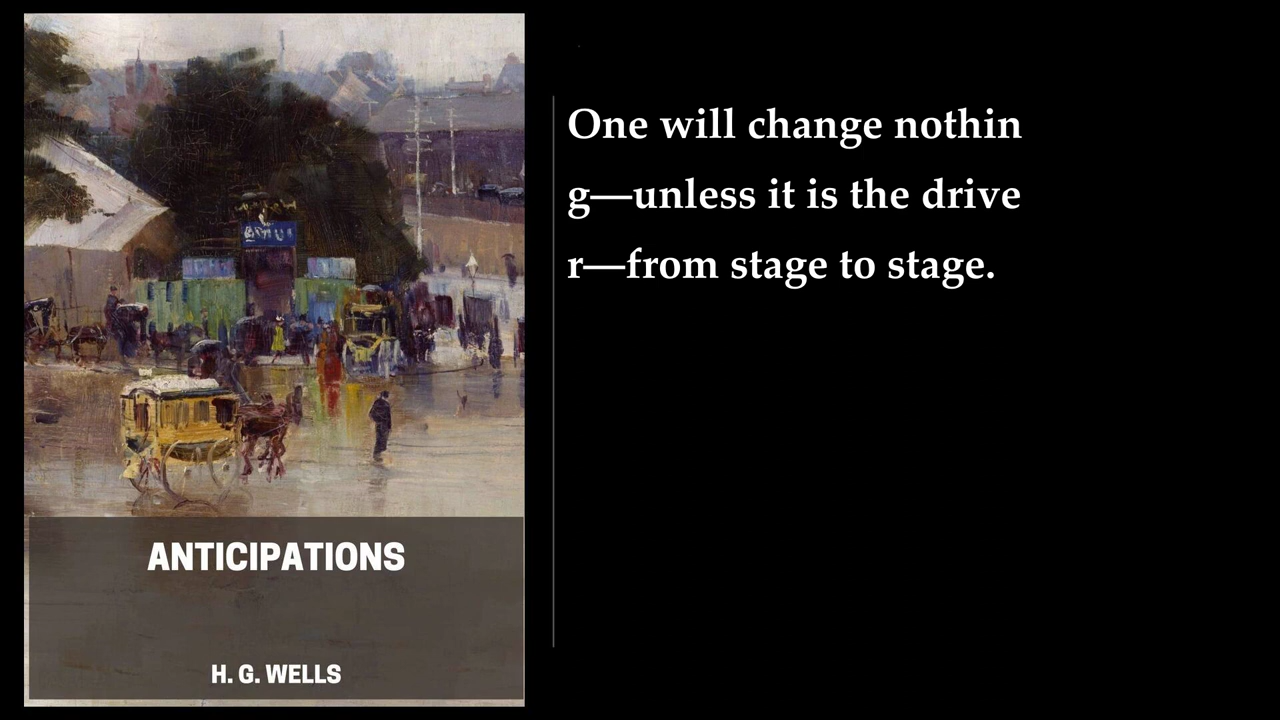 One will change nothin
g—unless it is the drive
r—from stage to stage.
ANTICIPATIONS
H. G. WELLS